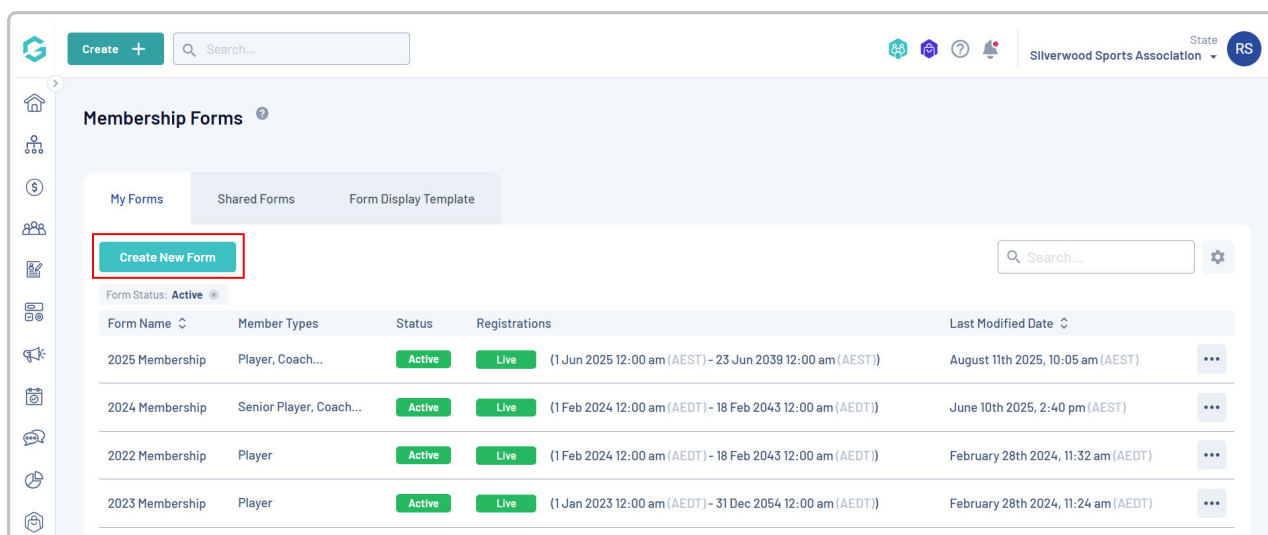 Create +
Search...
State
Silverwood Sports Association
RS
Membership Forms
My Forms Shared Forms Form Display Template
Create New Form
Search...
Form Status: Active
Form Name Member Types Status Registrations Last Modified Date
2025 Membership Player, Coach... Active Live (1 Jun 2025 12:00 am (AEST) - 23 Jun 2039 12:00 am (AEST)) August 11th 2025, 10:05 am (AEST)
2024 Membership Senior Player, Coach... Active Live (1 Feb 2024 12:00 am (AEDT) - 18 Feb 2043 12:00 am (AEDT)) June 10th 2025, 2:40 pm (AEST)
2022 Membership Player Active Live (1 Feb 2024 12:00 am (AEDT) - 18 Feb 2043 12:00 am (AEDT)) February 28th 2024, 11:32 am (AEDT)
2023 Membership Player Active Live (1 Jan 2023 12:00 am (AEDT) - 31 Dec 2054 12:00 am (AEDT)) February 28th 2024, 11:24 am (AEDT)